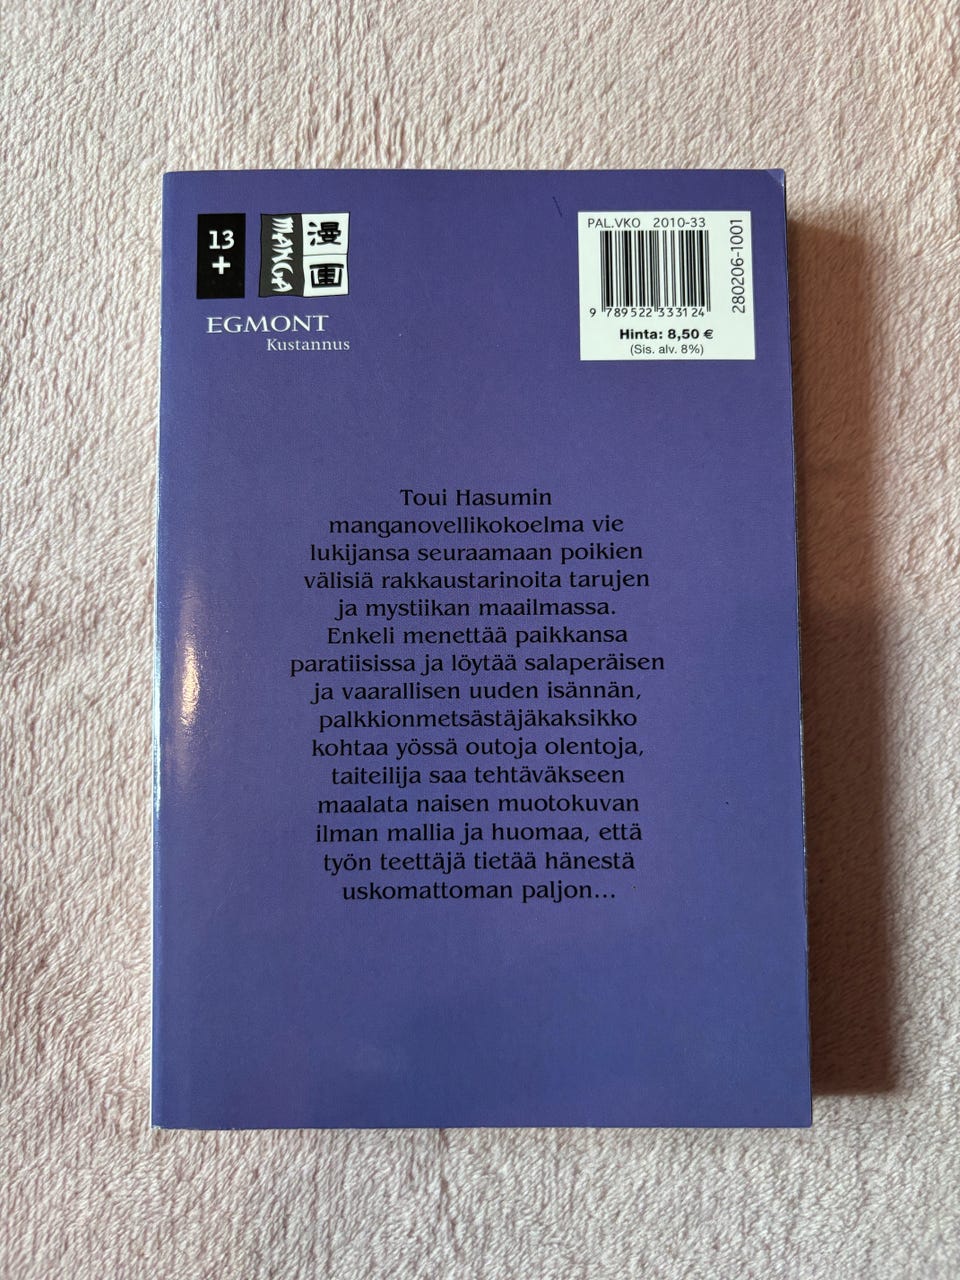 13
+
MANGA
漫
画
EGMONT
Kustannus
PAL.VKO 2010-33
9 789522 333124
280206-1001
Hinta: 8,50 €
(Sis. alv. 8%)
Toui Hasumin
manganovellikokoelma vie
lukijansa seuraamaan poikien
välisiä rakkaustarinoita tarujen
ja mystiikan maailmassa.
Enkeli menettää paikkansa
paratiisissa ja löytää salaperäisen
ja vaarallisen uuden isännän,
palkkionmetsästäjäkaksikko
kohtaa yössä outoja olentoja,
taiteilija saa tehtäväkseen
maalata naisen muotokuvan
ilman mallia ja huomaa, että
työn teettäjä tietää hänestä
uskomattoman paljon...